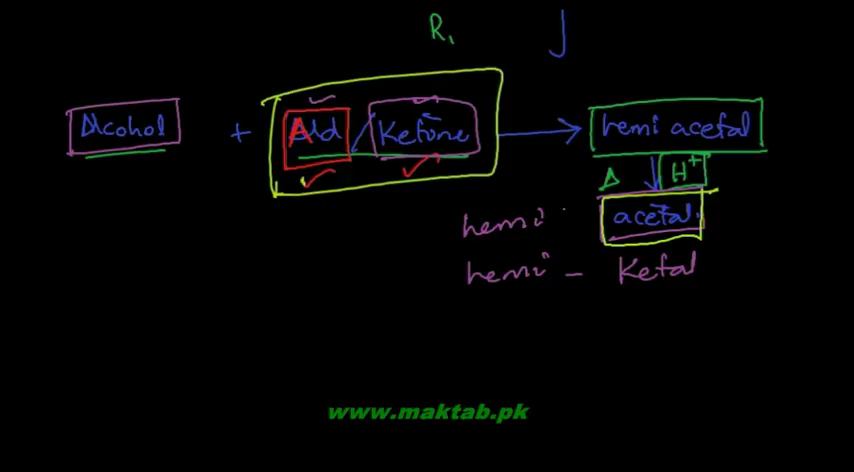 R₁
Alcohol + Ald / Ketone → hemi acetal
Δ H⁺
hemi acetal
hemi - Ketal
www.maktab.pk